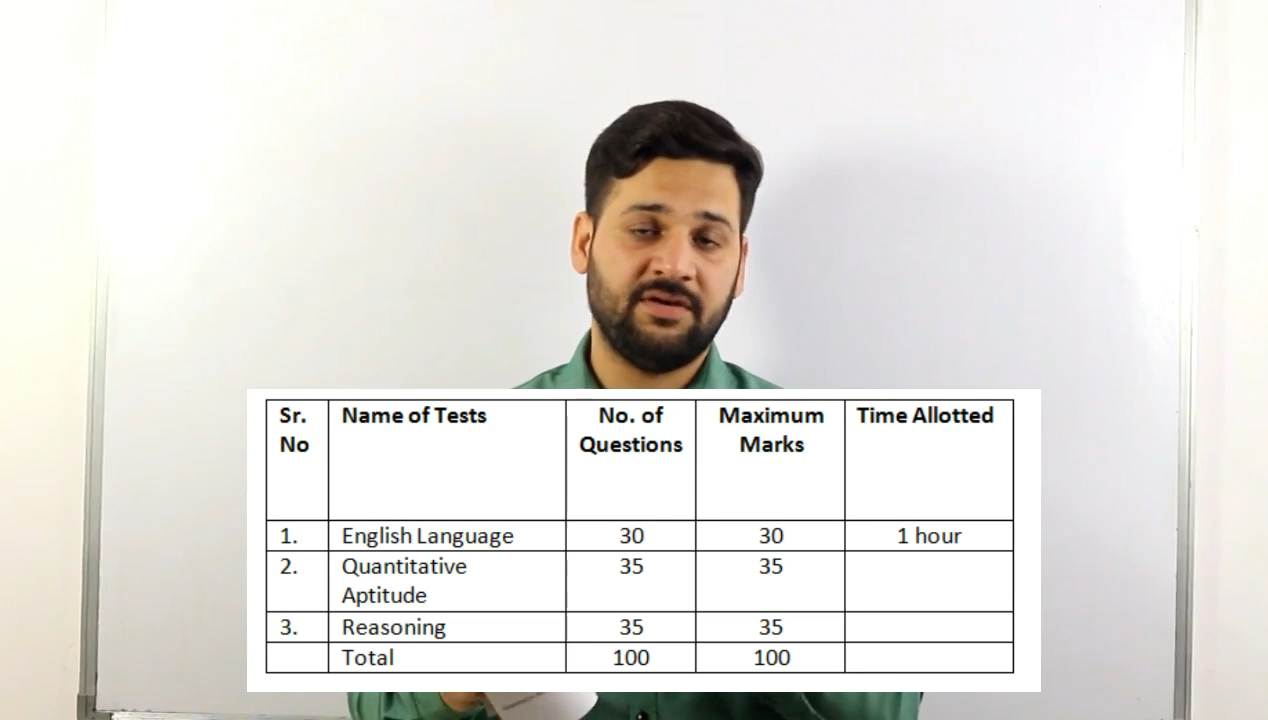 Sr. No Name of Tests No. of Questions Maximum Marks Time Allotted
1. English Language 30 30 1 hour
2. Quantitative Aptitude 35 35
3. Reasoning 35 35
Total 100 100